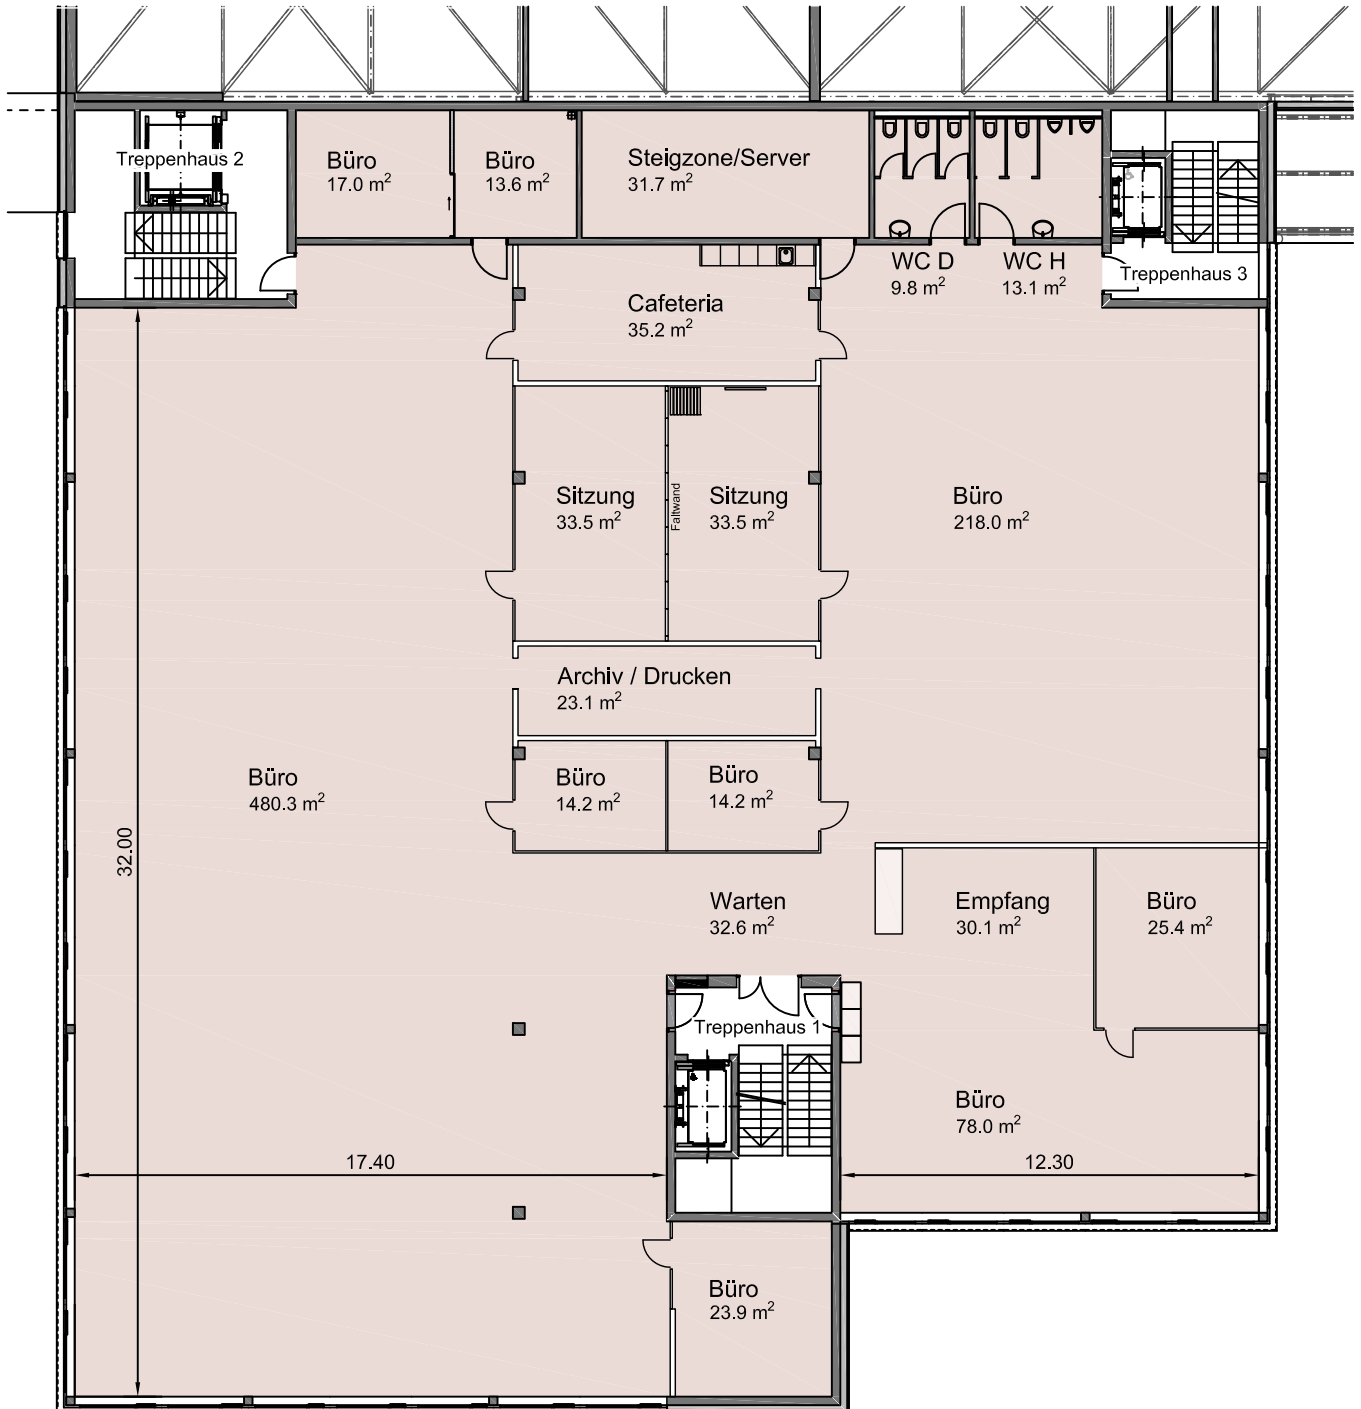 Treppenhaus 2
Büro
17.0 m²
Büro
13.6 m²
Steigzone/Server
31.7 m²
WC D
9.8 m²
WC H
13.1 m²
Treppenhaus 3
Cafeteria
35.2 m²
Sitzung
33.5 m²
Faltwand
Sitzung
33.5 m²
Büro
218.0 m²
Archiv / Drucken
23.1 m²
Büro
480.3 m²
Büro
14.2 m²
Büro
14.2 m²
32.00
Warten
32.6 m²
Empfang
30.1 m²
Büro
25.4 m²
Treppenhaus 1
Büro
78.0 m²
17.40
12.30
Büro
23.9 m²